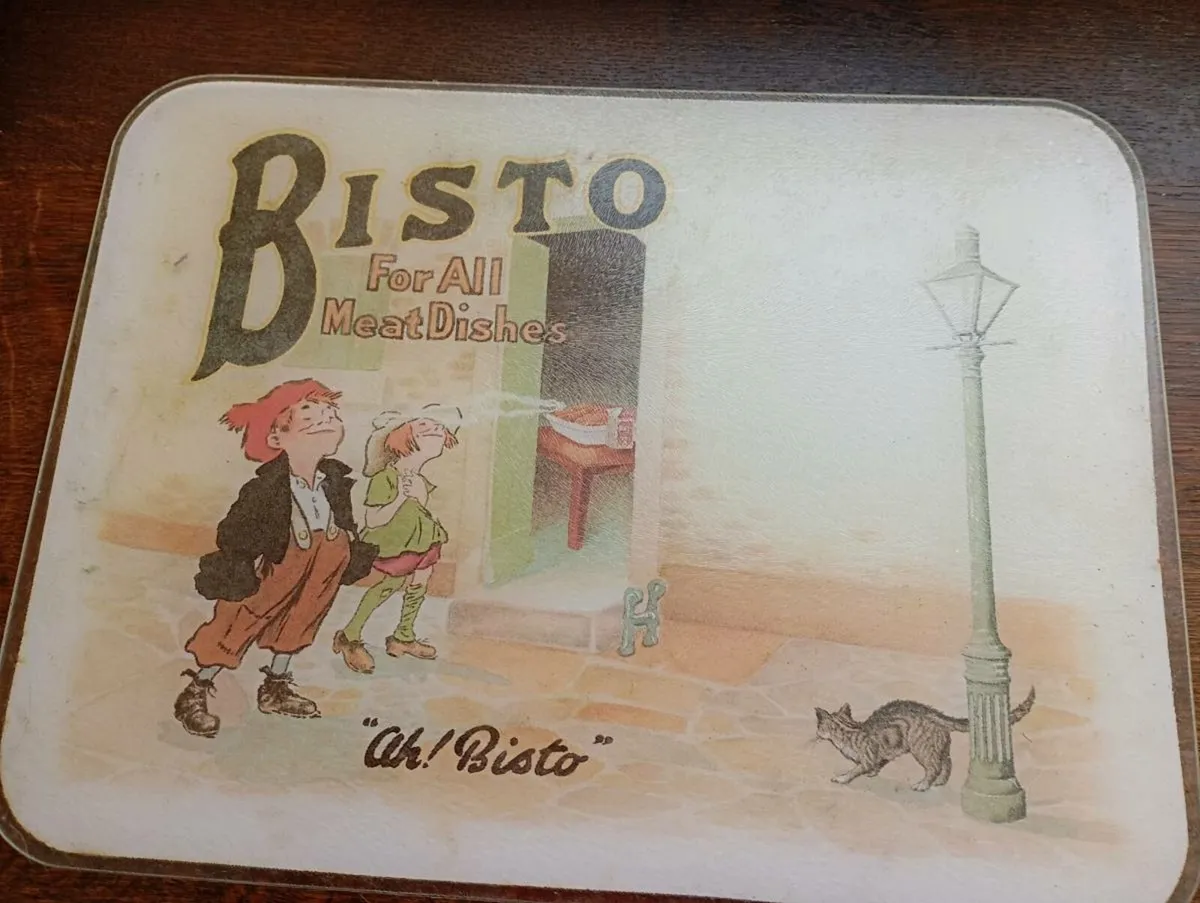 BISTO
For All
Meat Dishes
"Ah! Bisto"